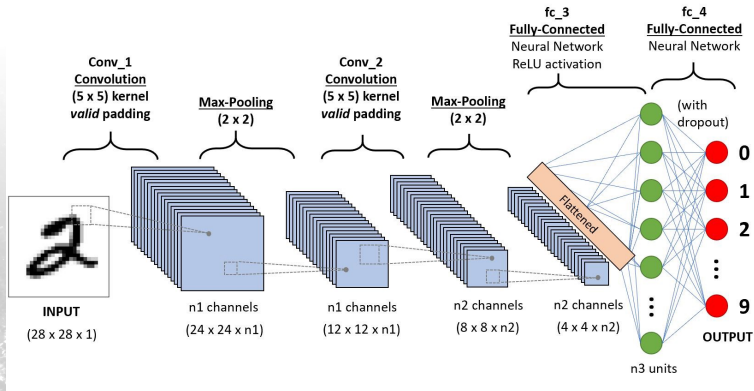 Conv_1
Convolution
(5 x 5) kernel
valid padding
Max-Pooling
(2 x 2)
Conv_2
Convolution
(5 x 5) kernel
valid padding
Max-Pooling
(2 x 2)
fc_3
Fully-Connected
Neural Network
ReLU activation
fc_4
Fully-Connected
Neural Network
(with
dropout)
INPUT
(28 x 28 x 1)
n1 channels
(24 x 24 x n1)
n1 channels
(12 x 12 x n1)
n2 channels
(8 x 8 x n2)
n2 channels
(4 x 4 x n2)
Flattened
n3 units
0
1
2
9
OUTPUT